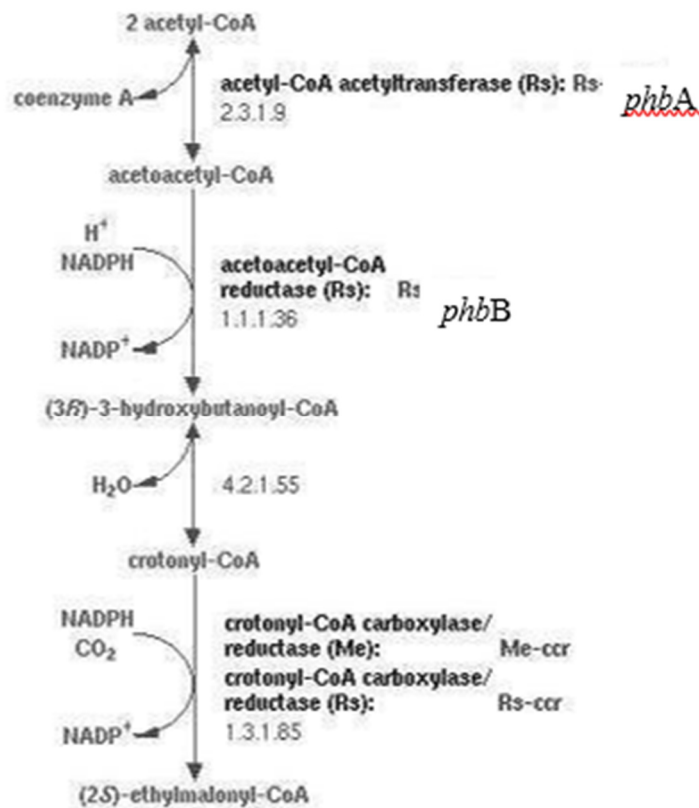 2 acetyl-CoA
coenzyme A
acetyl-CoA acetyltransferase (Rs): Rs-
2.3.1.9
phbA
acetoacetyl-CoA
H+
NADPH
acetoacetyl-CoA
reductase (Rs): Rs
1.1.1.36
phbB
NADP+
(3R)-3-hydroxybutanoyl-CoA
H2O
4.2.1.55
crotonyl-CoA
NADPH
CO2
crotonyl-CoA carboxylase/
reductase (Me): Me-ccr
crotonyl-CoA carboxylase/
reductase (Rs): Rs-ccr
NADP+
1.3.1.85
(2S)-ethylmalonyl-CoA